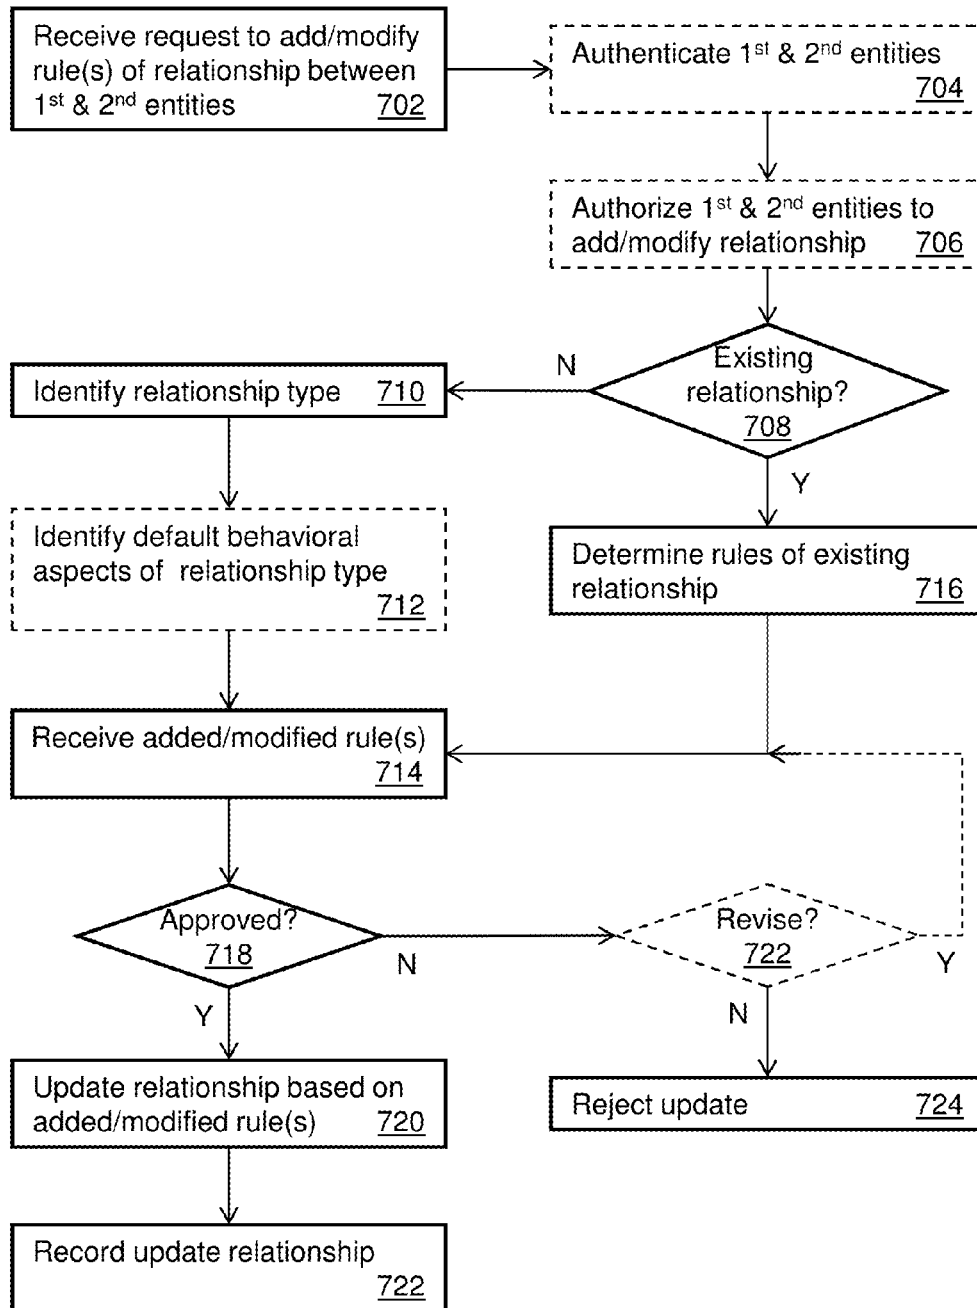 Receive request to add/modify
rule(s) of relationship between
1st & 2nd entities 702
Authenticate 1st & 2nd entities
704
Authorize 1st & 2nd entities to
add/modify relationship 706
Existing
relationship?
708
N
Y
Identify relationship type 710
Identify default behavioral
aspects of relationship type
712
Determine rules of existing
relationship 716
Receive added/modified rule(s)
714
Approved?
718
N
Y
Revise?
722
Y
N
Update relationship based on
added/modified rule(s) 720
Reject update 724
Record update relationship
722